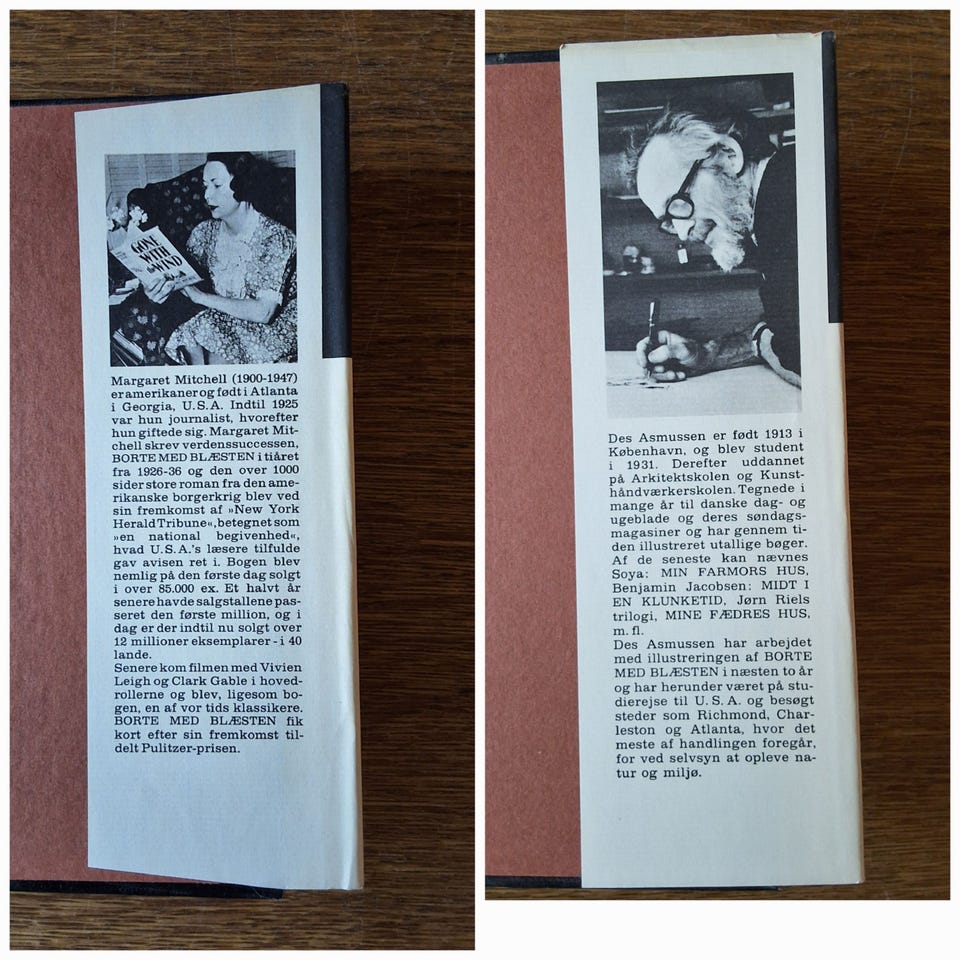 GONE
WITH
the WIND
Margaret Mitchell (1900-1947)
er amerikaner og født i Atlanta
i Georgia, U.S.A. Indtil 1925
var hun journalist, hvorefter
hun giftede sig. Margaret Mit-
chell skrev verdenssuccessen,
BORTE MED BLÆSTEN i tiåret
fra 1926-36 og den over 1000
sider store roman fra den ame-
rikanske borgerkrig blev ved
sin fremkomst af »New York
Herald Tribune«, betegnet som
»en national begivenhed«,
hvad U.S.A.'s læsere tilfulde
gav avisen ret i. Bogen blev
nemlig på den første dag solgt
i over 85.000 ex. Et halvt år
senere havde salgstallene pas-
seret den første million, og i
dag er der indtil nu solgt over
12 millioner eksemplarer - i 40
lande.
Senere kom filmen med Vivien
Leigh og Clark Gable i hoved-
rollerne og blev, ligesom bo-
gen, en af vor tids klassikere.
BORTE MED BLÆSTEN fik
kort efter sin fremkomst til-
delt Pulitzer-prisen.
Des Asmussen er født 1913 i
København, og blev student
i 1931. Derefter uddannet
på Arkitektskolen og Kunst-
håndværkerskolen. Tegnede i
mange år til danske dag- og
ugeblade og deres søndags-
magasiner og har gennem ti-
den illustreret utallige bøger.
Af de seneste kan nævnes
Soya: MIN FARMORS HUS,
Benjamin Jacobsen: MIDT I
EN KLUNKETID, Jørn Riels
trilogi, MINE FÆDRES HUS,
m. fl.
Des Asmussen har arbejdet
med illustreringen af BORTE
MED BLÆSTEN i næsten to år
og har herunder været på stu-
dierejse til U.S.A. og besøgt
steder som Richmond, Char-
leston og Atlanta, hvor det
meste af handlingen foregår,
for ved selvsyn at opleve na-
tur og miljø.